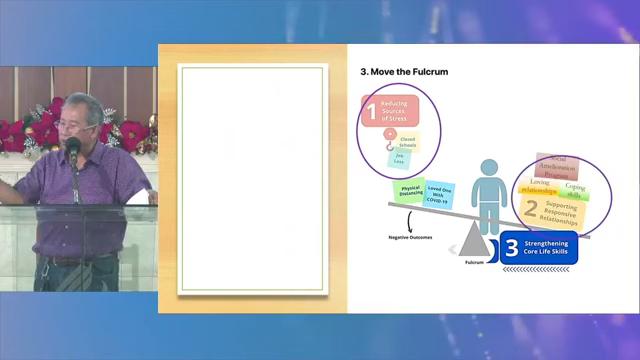 3. Move the Fulcrum
1 Reducing
Sources
of Stress
Closed
Schools
Job
Loss
Social
Amelioration
Program
Loving
relationships
Coping
skills
2 Supporting
Responsive
Relationships
Physical
Distancing
Loved One
With
COVID-19
Negative Outcomes
3 Strengthening
Core Life Skills
Fulcrum